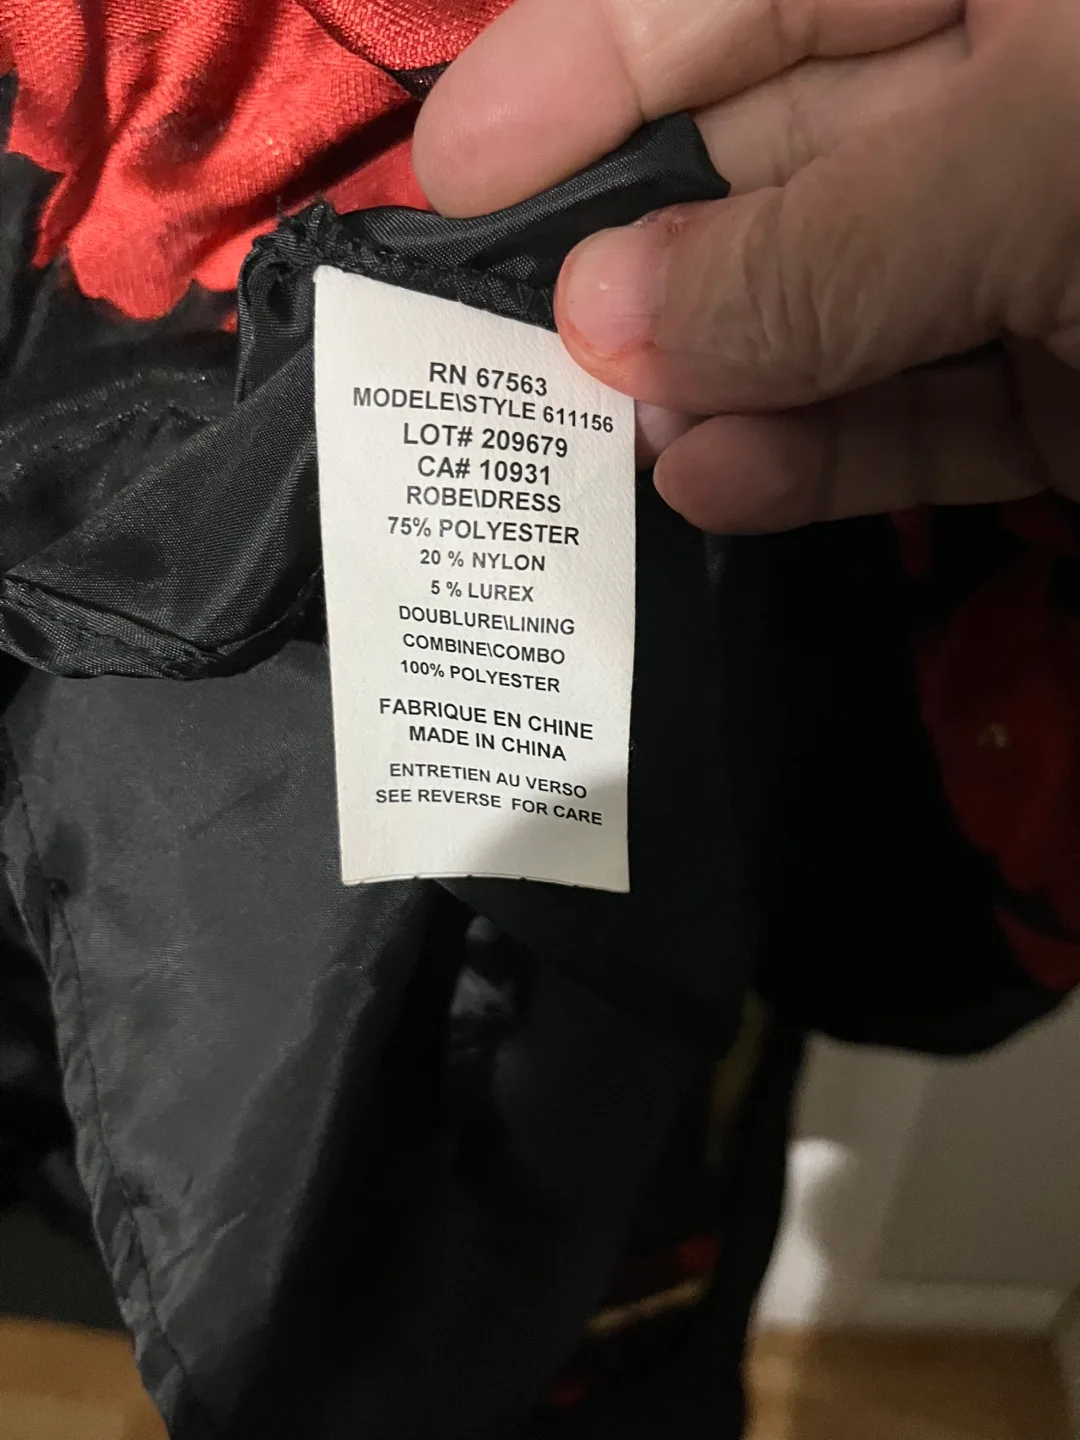 RN 67563
MODELE\STYLE 611156
LOT# 209679
CA# 10931
ROBE\DRESS
75% POLYESTER
20 % NYLON
5 % LUREX
DOUBLURE\LINING
COMBINE\COMBO
100% POLYESTER
FABRIQUE EN CHINE
MADE IN CHINA
ENTRETIEN AU VERSO
SEE REVERSE FOR CARE